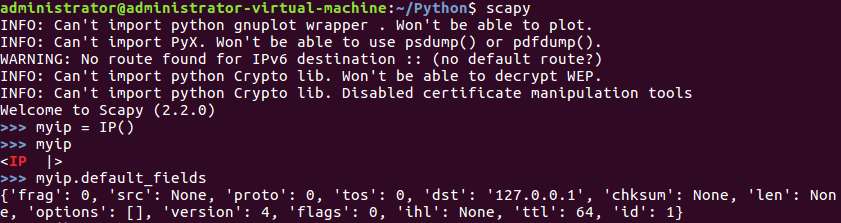 administrator@administrator-virtual-machine:~/Python$ scapy
INFO: Can't import python gnuplot wrapper . Won't be able to plot.
INFO: Can't import PyX. Won't be able to use psdump() or pdfdump().
WARNING: No route found for IPv6 destination :: (no default route?)
INFO: Can't import python Crypto lib. Won't be able to decrypt WEP.
INFO: Can't import python Crypto lib. Disabled certificate manipulation tools
Welcome to Scapy (2.2.0)
>>> myip = IP()
>>> myip
<IP  |>
>>> myip.default_fields
{'frag': 0, 'src': None, 'proto': 0, 'tos': 0, 'dst': '127.0.0.1', 'chksum': None, 'len': Non
e, 'options': [], 'version': 4, 'flags': 0, 'ihl': None, 'ttl': 64, 'id': 1}